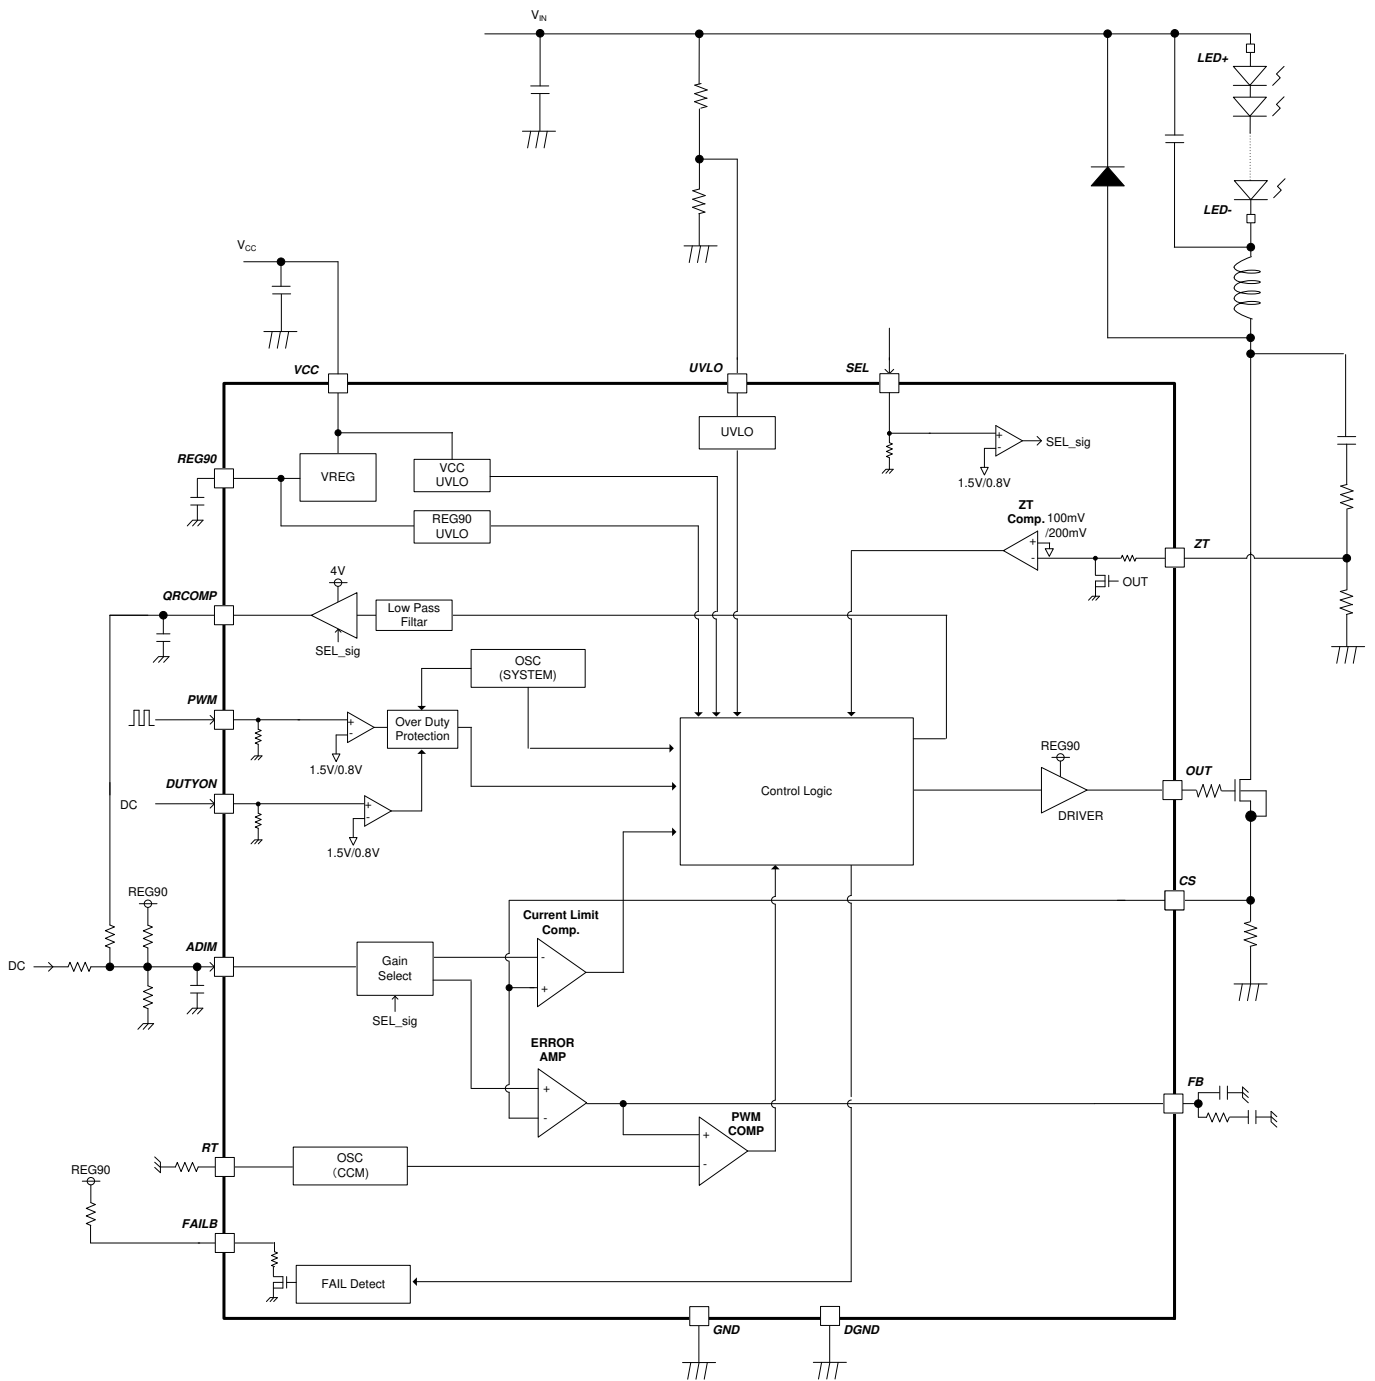 VIN
LED+
LED-
VCC
VCC
UVLO
SEL
UVLO
SEL_sig
1.5V/0.8V
REG90
VREG
VCC
UVLO
REG90
UVLO
ZT
Comp.
100mV
/200mV
ZT
OUT
4V
QRCOMP
Low Pass
Filtar
SEL_sig
OSC
(SYSTEM)
PWM
Over Duty
Protection
1.5V/0.8V
REG90
DUTYON
DC
Control Logic
OUT
DRIVER
1.5V/0.8V
CS
REG90
Current Limit
Comp.
ADIM
DC
Gain
Select
-
+
SEL_sig
ERROR
AMP
+
-
FB
PWM
COMP
+
-
RT
OSC
(CCM)
REG90
FAILB
FAIL Detect
GND
DGND